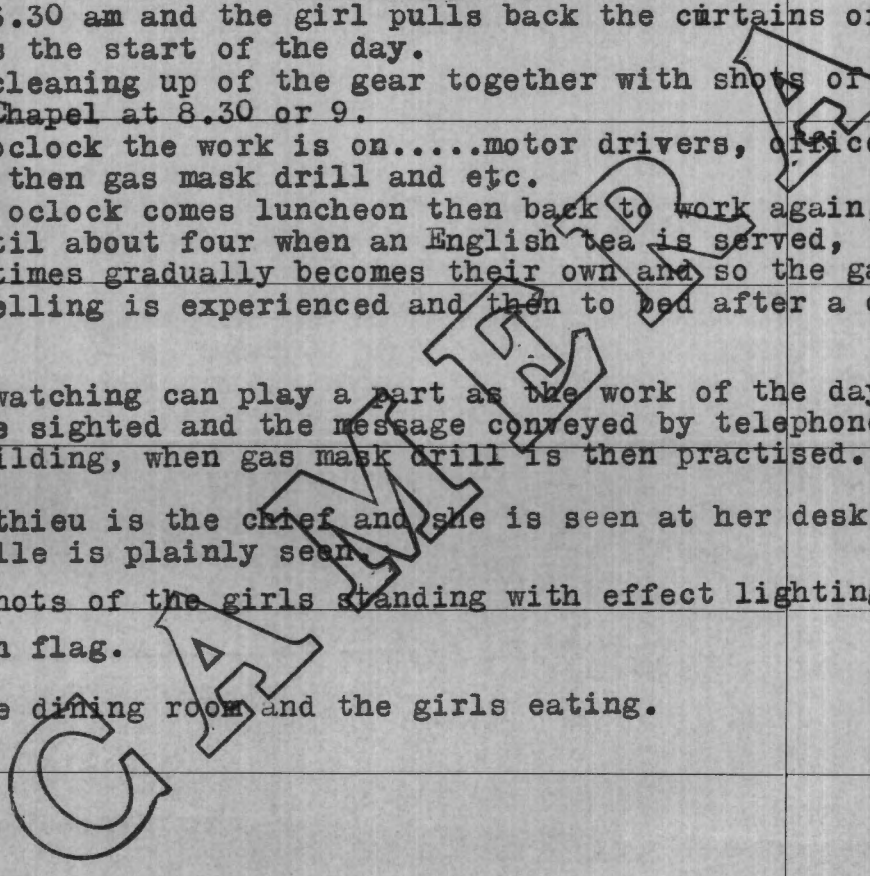 5.30 am and the girl pulls back the curtains o
s the start of the day.
cleaning up of the gear together with shots of
Chapel at 8.30 or 9.
oclock the work is on.....motor drivers, office
then gas mask drill and etc.
oclock comes luncheon then back to work again,
til about four when an English tea is served,
times gradually becomes their own and so the ga
elling is experienced and then to bed after a
watching can play a part as the work of the day
e sighted and the message conveyed by telephone
ilding, when gas mask drill is then practised.
thieu is the chief and she is seen at her desk
lle is plainly seen.
hots of the girls standing with effect lighting
n flag.
e dining room and the girls eating.
CAMERA